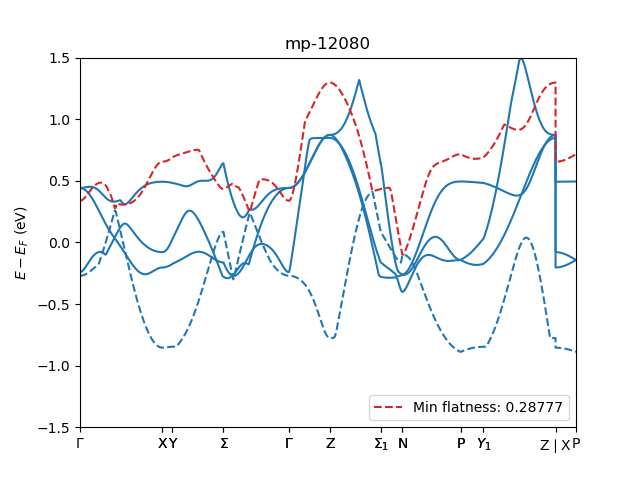 mp-12080
E − E_F (eV)
1.5
1.0
0.5
0.0
−0.5
−1.0
−1.5
Min flatness: 0.28777
Γ X Y Σ Γ Z Σ₁ N P Y₁ Z | X P